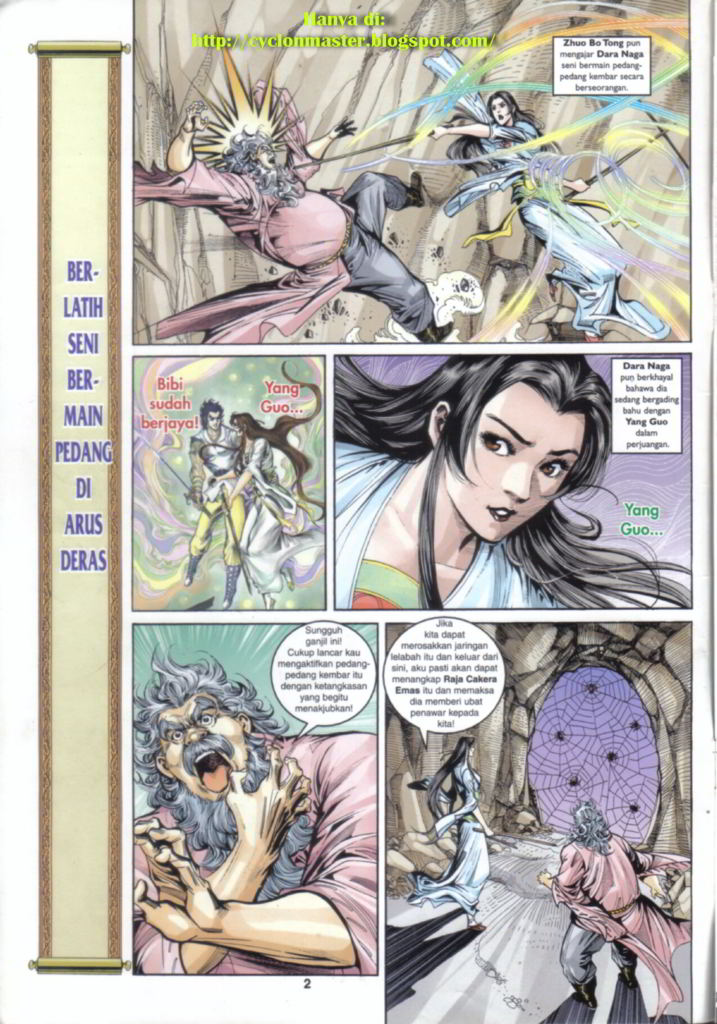 Hanya di:
http://cyclonmaster.blogspot.com/
BER-
LATIH
SENI
BER-
MAIN
PEDANG
DI
ARUS
DERAS
Zhuo Bo Tong pun
mengajar Dara Naga
seni bermain pedang-
pedang kembar secara
berseorangan.
Bibi
sudah
berjaya!
Yang
Guo...
Dara Naga
pun berkhayal
bahawa dia
sedang bergading
bahu dengan
Yang Guo
dalam
perjuangan.
Yang
Guo...
Sungguh
ganjil ini!
Cukup lancar kau
mengaktifkan pedang-
pedang kembar itu
dengan ketangkasan
yang begitu
menakjubkan!
Jika
kita dapat
merosakkan jaringan
lelabah itu dan keluar dari
sini, aku pasti akan dapat
menangkap Raja Cakera
Emas itu dan memaksa
dia memberi ubat
penawar kepada
kita!
2